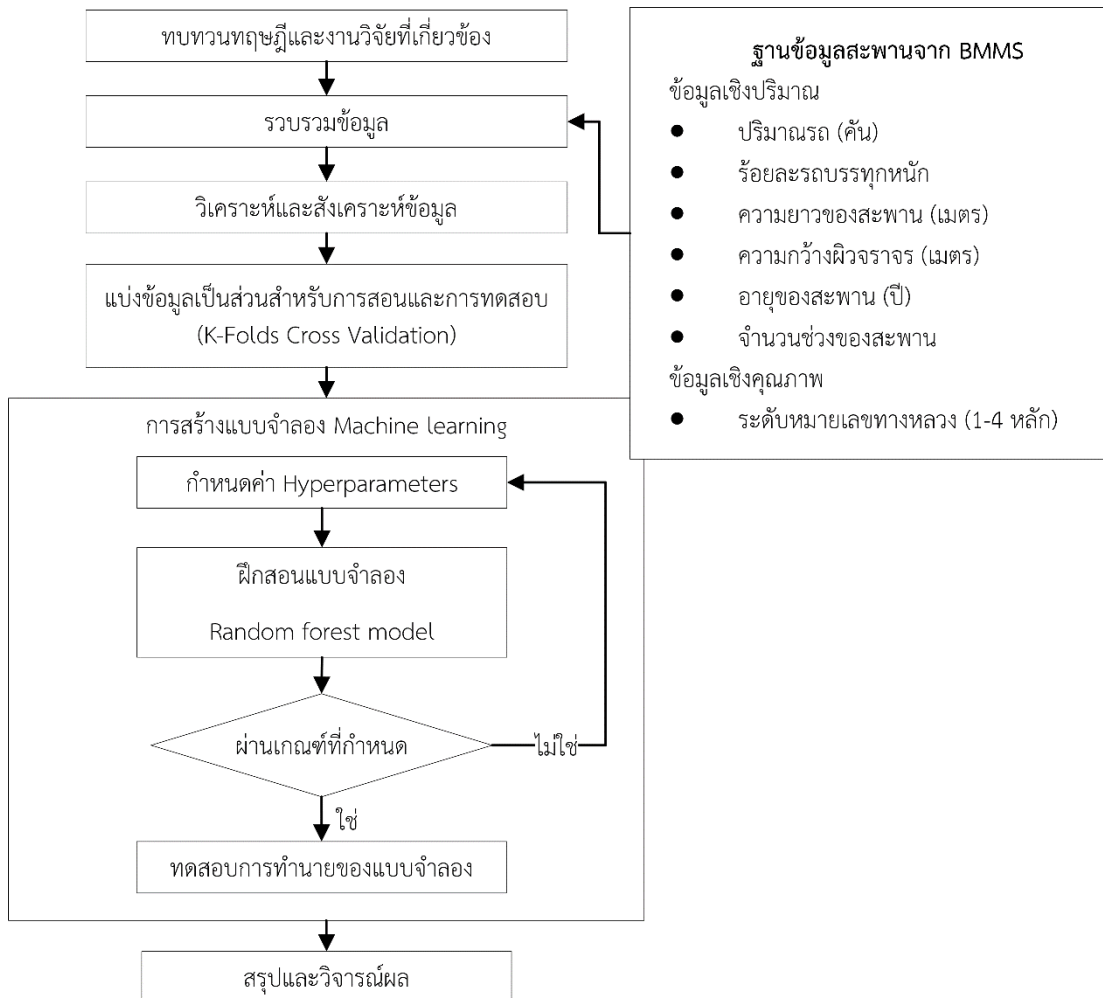 ทบทวนทฤษฎีและงานวิจัยที่เกี่ยวข้อง
รวบรวมข้อมูล
วิเคราะห์และสังเคราะห์ข้อมูล
แบ่งข้อมูลเป็นส่วนสำหรับการสอนและการทดสอบ
(K-Folds Cross Validation)
ฐานข้อมูลสะพานจาก BMMS
ข้อมูลเชิงปริมาณ
● ปริมาณรถ (คัน)
● ร้อยละรถบรรทุกหนัก
● ความยาวของสะพาน (เมตร)
● ความกว้างผิวจราจร (เมตร)
● อายุของสะพาน (ปี)
● จำนวนช่วงของสะพาน
ข้อมูลเชิงคุณภาพ
● ระดับหมายเลขทางหลวง (1-4 หลัก)
การสร้างแบบจำลอง Machine learning
กำหนดค่า Hyperparameters
ฝึกสอนแบบจำลอง
Random forest model
ผ่านเกณฑ์ที่กำหนด
ไม่ใช่
ใช่
ทดสอบการทำนายของแบบจำลอง
สรุปและวิจารณ์ผล